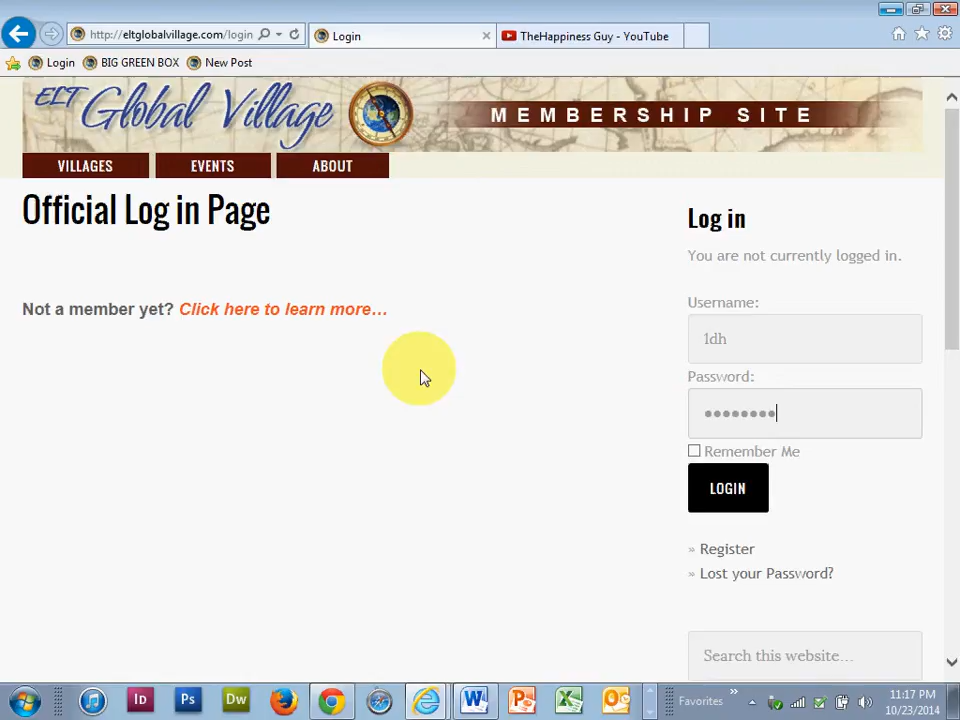 http://eltglobalvillage.com/login
Login
TheHappiness Guy - YouTube
Login
BIG GREEN BOX
New Post
ELT Global Village
MEMBERSHIP SITE
VILLAGES
EVENTS
ABOUT
Official Log in Page
Log in
You are not currently logged in.
Not a member yet? Click here to learn more…
Username:
1dh
Password:
••••••••
Remember Me
LOGIN
» Register
» Lost your Password?
Search this website…
Id
Ps
Dw
Favorites
»
11:17 PM
10/23/2014